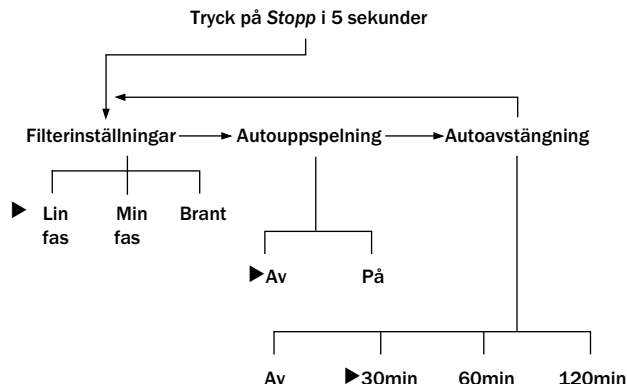 Tryck på Stopp i 5 sekunder
Filterinställningar Autouppspelning Autoavstängning
Lin Min Brant
fas fas
Av På
Av 30min 60min 120min